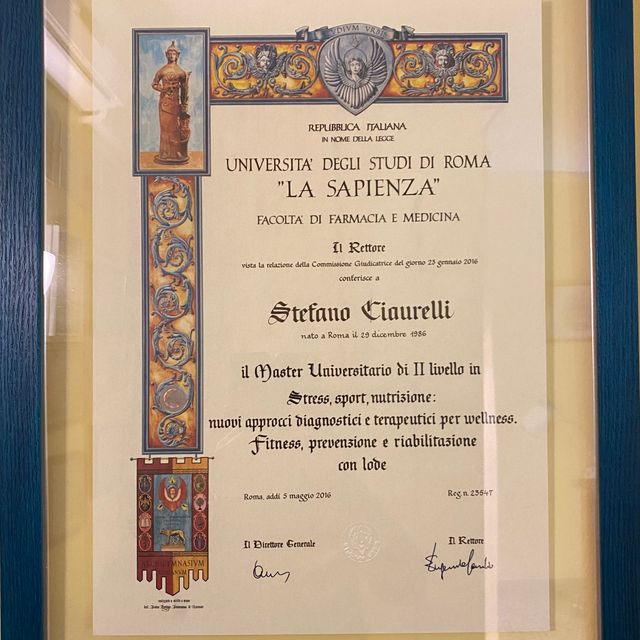 STUDIUM URBIS
REPUBBLICA ITALIANA
IN NOME DELLA LEGGE
UNIVERSITA' DEGLI STUDI DI ROMA
"LA SAPIENZA"
FACOLTA' DI FARMACIA E MEDICINA
Il Rettore
vista la relazione della Commissione Giudicatrice del giorno 23 gennaio 2016
conferisce a
Stefano Ciaurelli
nato a Roma il 29 dicembre 1986
il Master Universitario di II livello in
Stress, sport, nutrizione:
nuovi approcci diagnostici e terapeutici per wellness.
Fitness, prevenzione e riabilitazione
con lode
Roma, addì 5 maggio 2016
Reg. n. 23547
Il Direttore Generale
Il Rettore